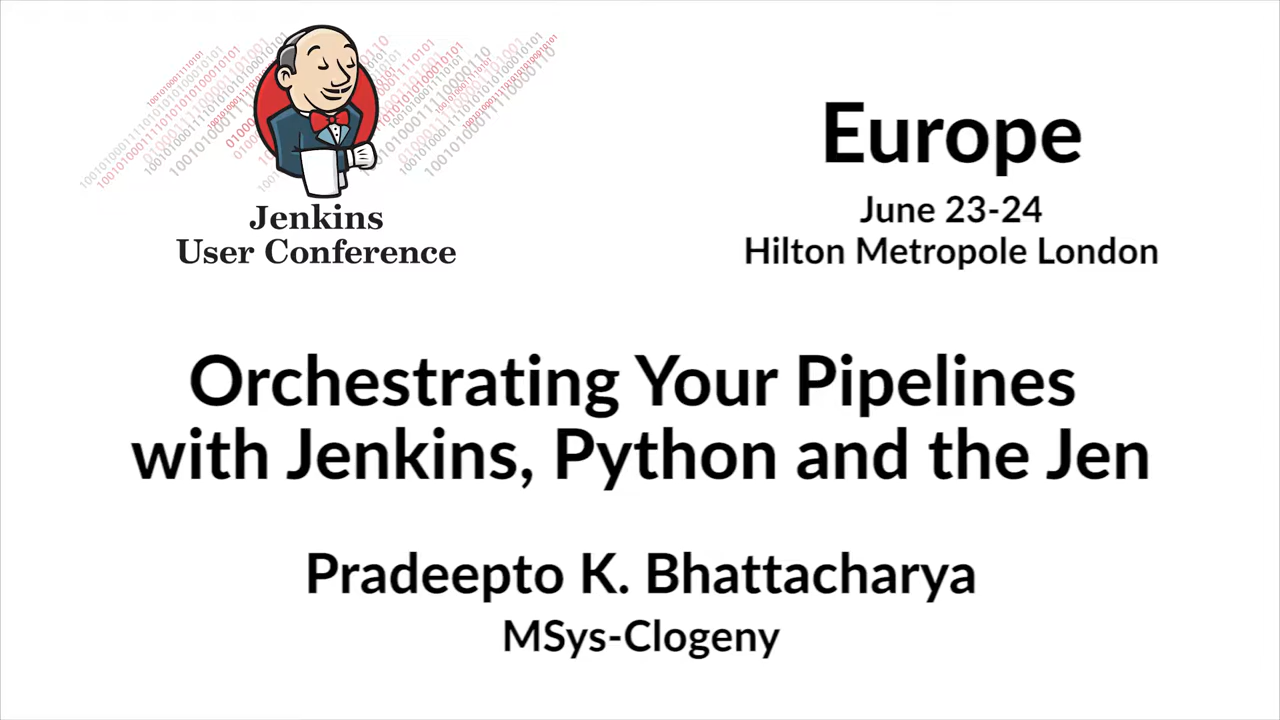 Jenkins
User Conference
Europe
June 23-24
Hilton Metropole London
Orchestrating Your Pipelines
with Jenkins, Python and the Jen
Pradeepto K. Bhattacharya
MSys-Clogeny